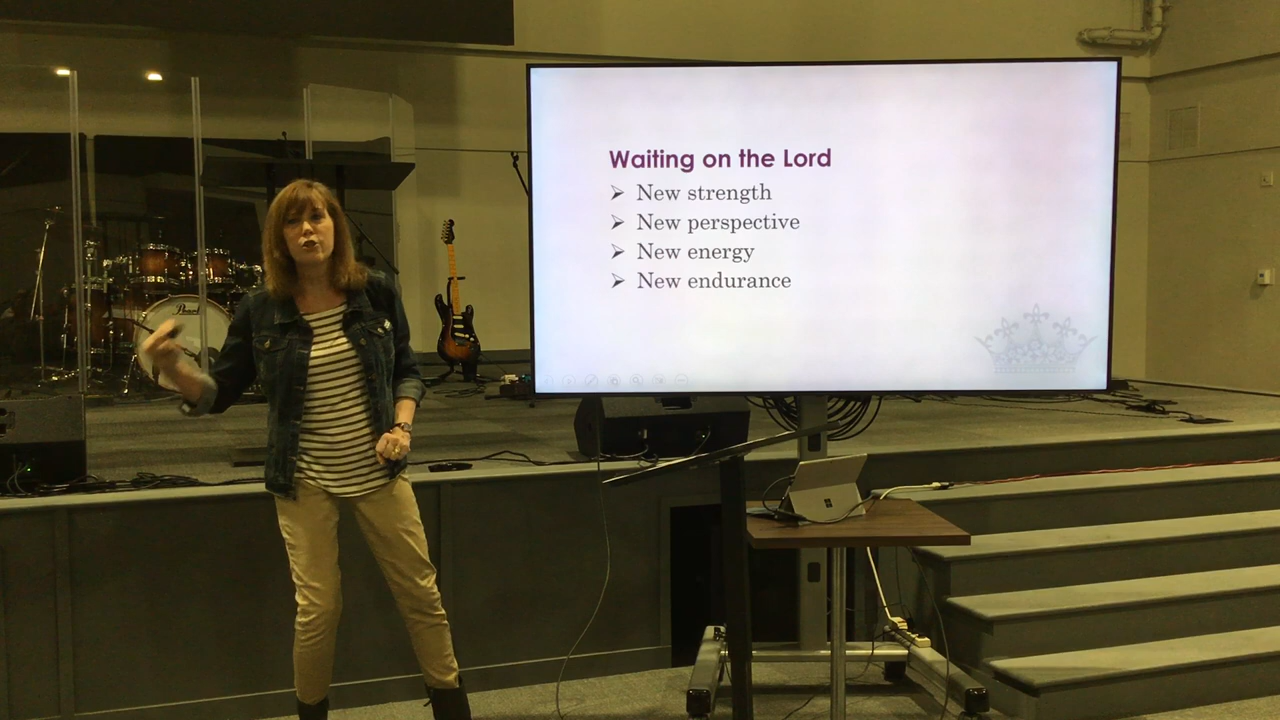 Waiting on the Lord
➢ New strength
➢ New perspective
➢ New energy
➢ New endurance
Pearl